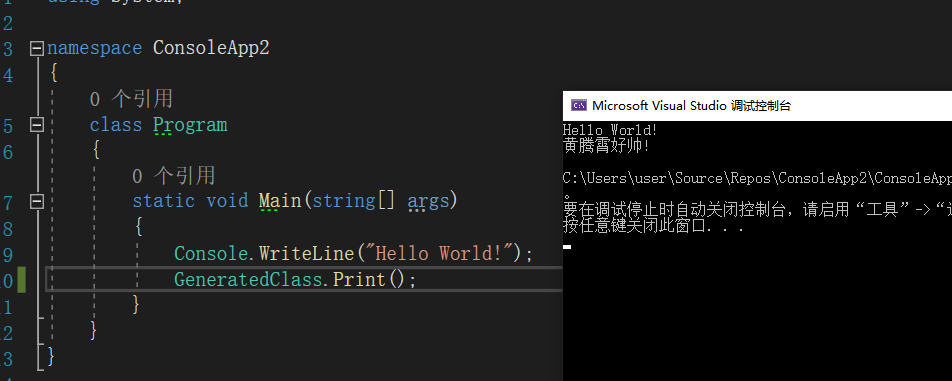 1 using System;
2
3 namespace ConsoleApp2
4 {
0 个引用
5 class Program
6 {
0 个引用
7 static void Main(string[] args)
8 {
9 Console.WriteLine("Hello World!");
10 GeneratedClass.Print();
11 }
12 }
13 }
Microsoft Visual Studio 调试控制台
Hello World!
黄腾霄好帅!
C:\Users\user\Source\Repos\ConsoleApp2\ConsoleApp
。
要在调试停止时自动关闭控制台，请启用“工具”->“
按任意键关闭此窗口. . .